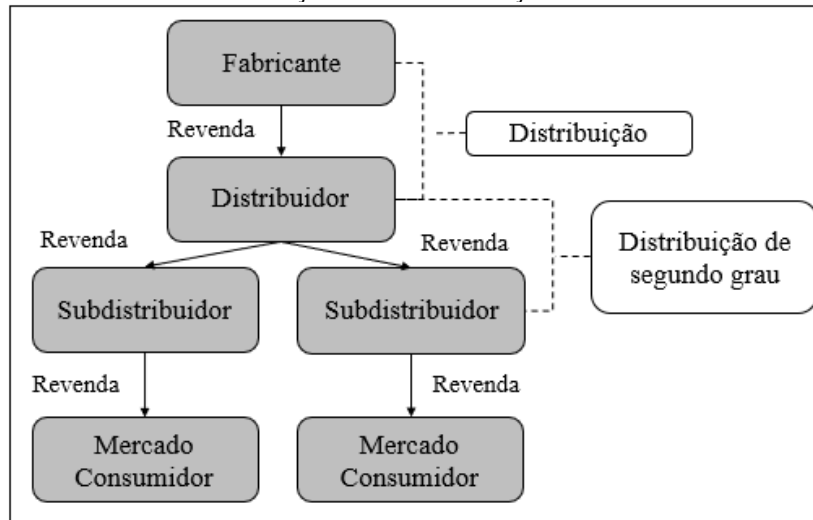 Fabricante
Revenda
Distribuição
Distribuidor
Revenda
Revenda
Distribuição de
segundo grau
Subdistribuidor
Subdistribuidor
Revenda
Revenda
Mercado
Consumidor
Mercado
Consumidor